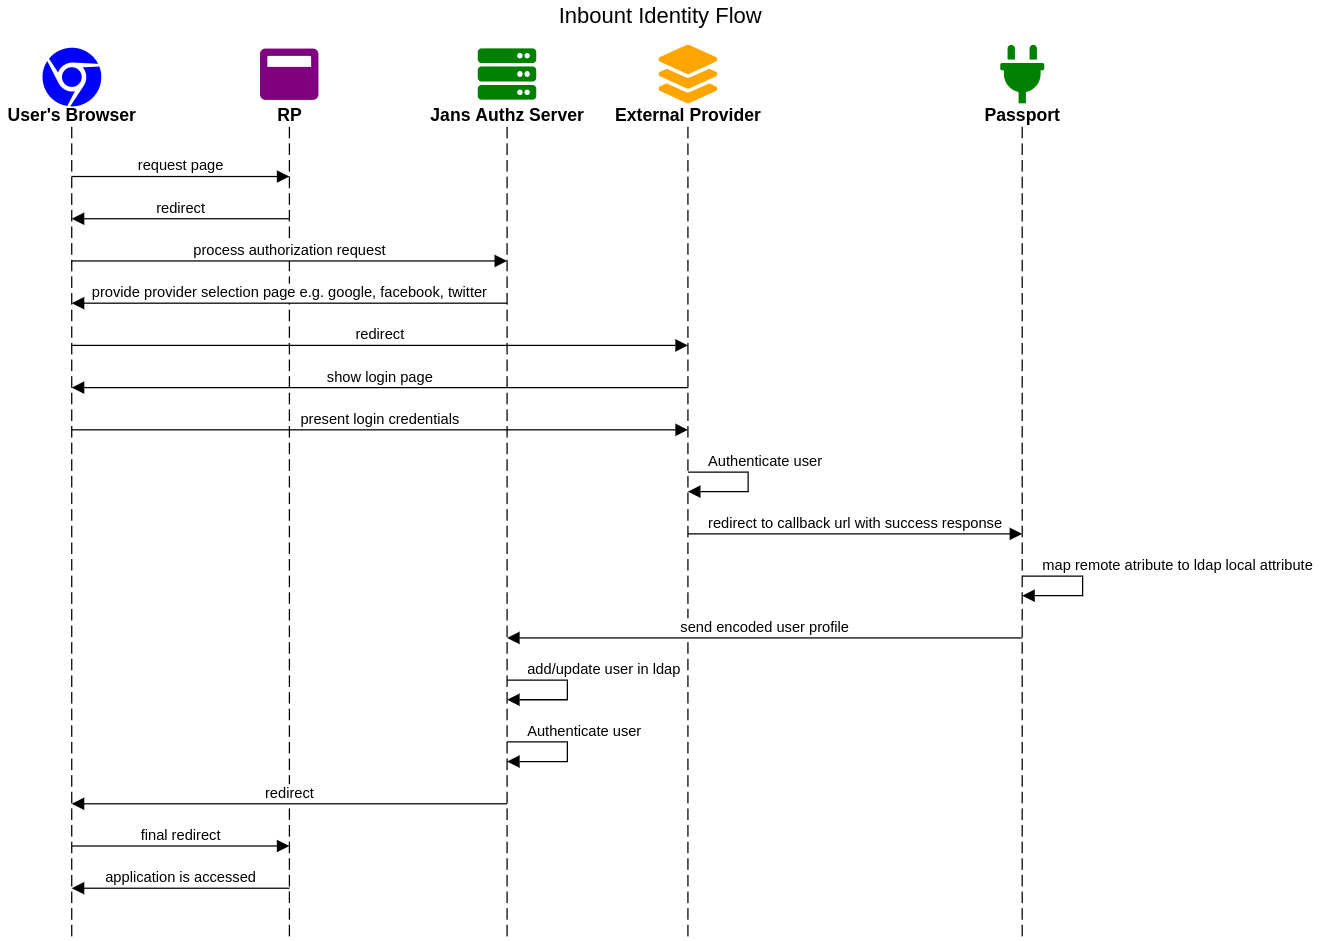 Inbount Identity Flow
User's Browser
RP
Jans Authz Server
External Provider
Passport
request page
redirect
process authorization request
provide provider selection page e.g. google, facebook, twitter
redirect
show login page
present login credentials
Authenticate user
redirect to callback url with success response
map remote atribute to ldap local attribute
send encoded user profile
add/update user in ldap
Authenticate user
redirect
final redirect
application is accessed